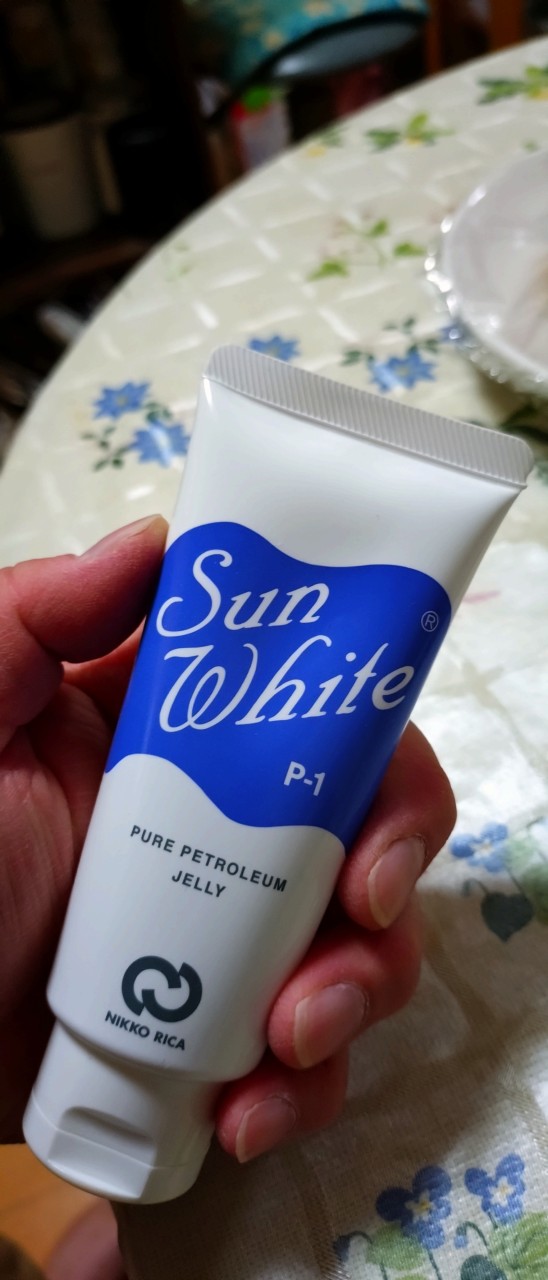 Sun
White®
P-1
PURE PETROLEUM
JELLY
NIKKO RICA